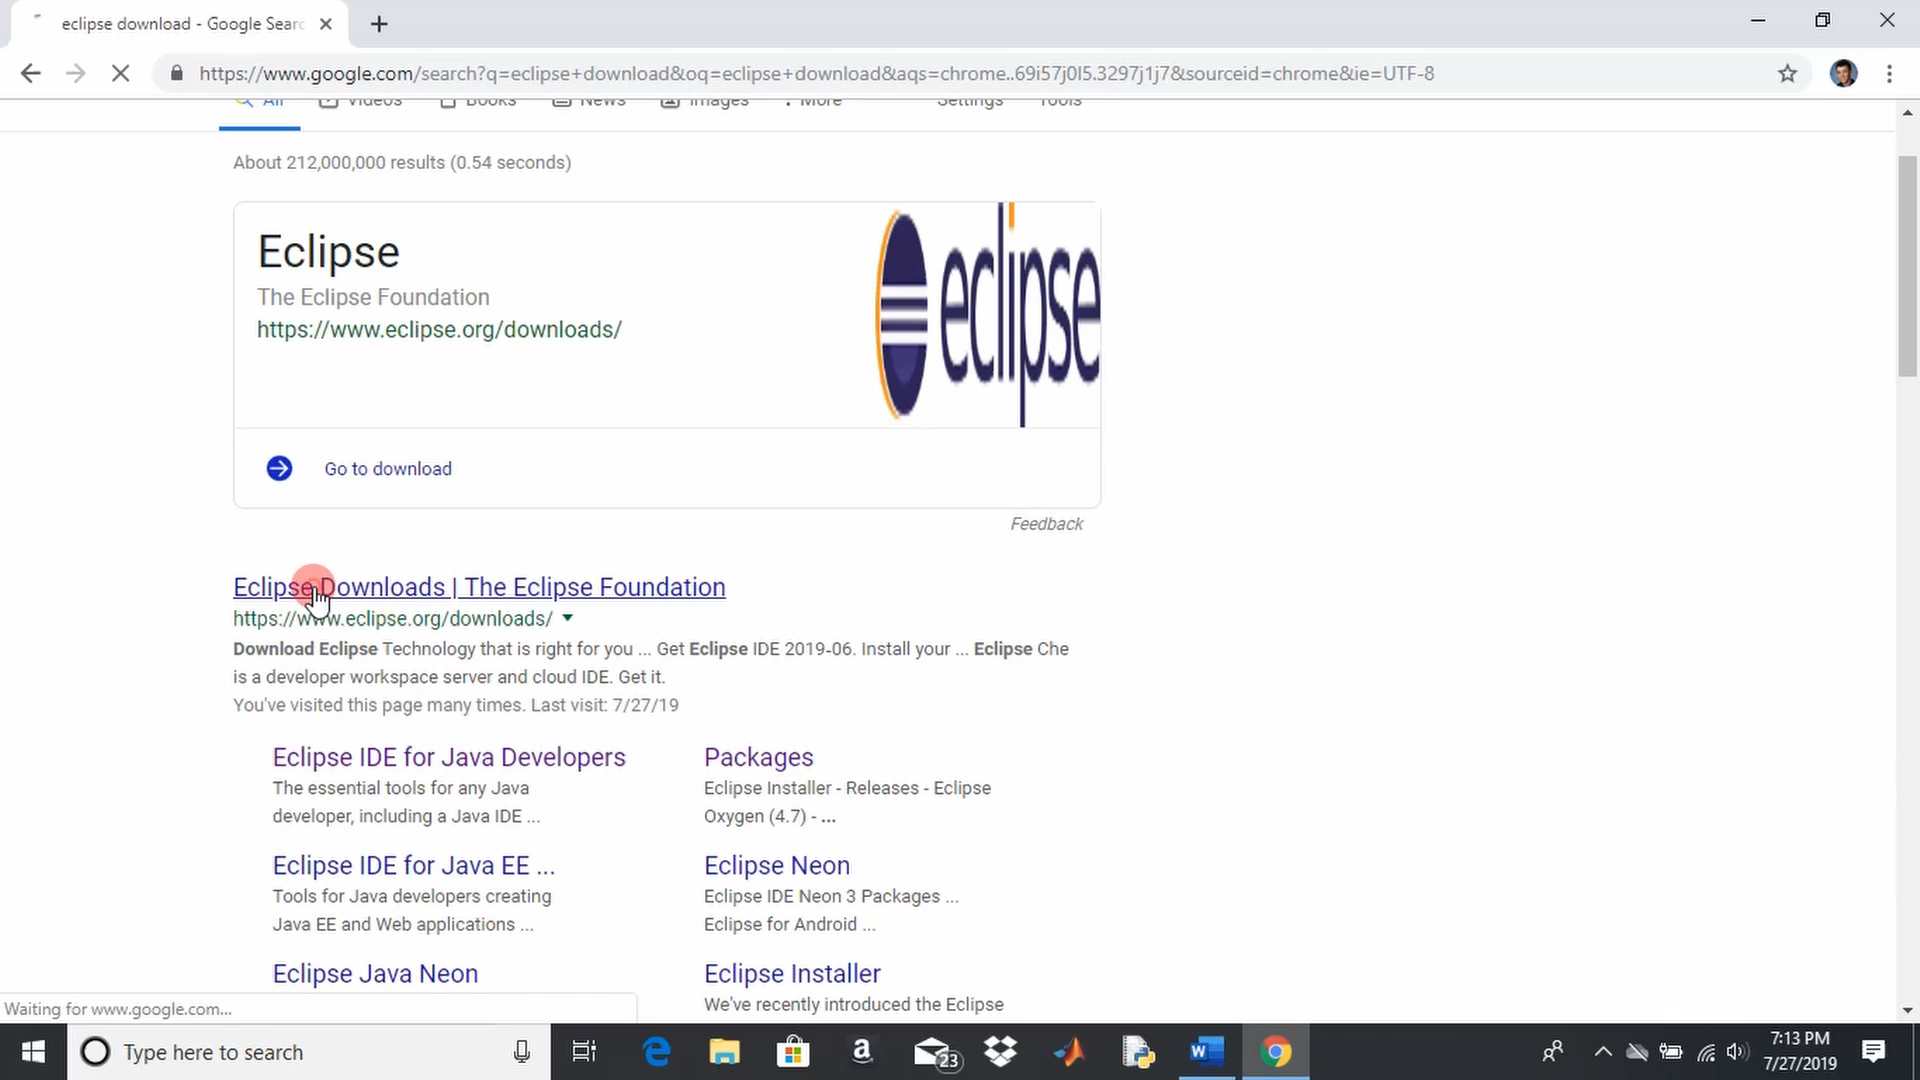 eclipse download - Google Searc
https://www.google.com/search?q=eclipse+download&oq=eclipse+download&aqs=chrome..69i57j0l5.3297j1j7&sourceid=chrome&ie=UTF-8
All Videos Books News Images More Settings Tools
About 212,000,000 results (0.54 seconds)
Eclipse
The Eclipse Foundation
https://www.eclipse.org/downloads/
eclipse
Go to download
Feedback
Eclipse Downloads | The Eclipse Foundation
https://www.eclipse.org/downloads/
Download Eclipse Technology that is right for you ... Get Eclipse IDE 2019-06. Install your ... Eclipse Che
is a developer workspace server and cloud IDE. Get it.
You've visited this page many times. Last visit: 7/27/19
Eclipse IDE for Java Developers
The essential tools for any Java
developer, including a Java IDE ...
Packages
Eclipse Installer - Releases - Eclipse
Oxygen (4.7) - ...
Eclipse IDE for Java EE ...
Tools for Java developers creating
Java EE and Web applications ...
Eclipse Neon
Eclipse IDE Neon 3 Packages ...
Eclipse for Android ...
Eclipse Java Neon
Eclipse Installer
We've recently introduced the Eclipse
Waiting for www.google.com...
Type here to search
23
7:13 PM
7/27/2019